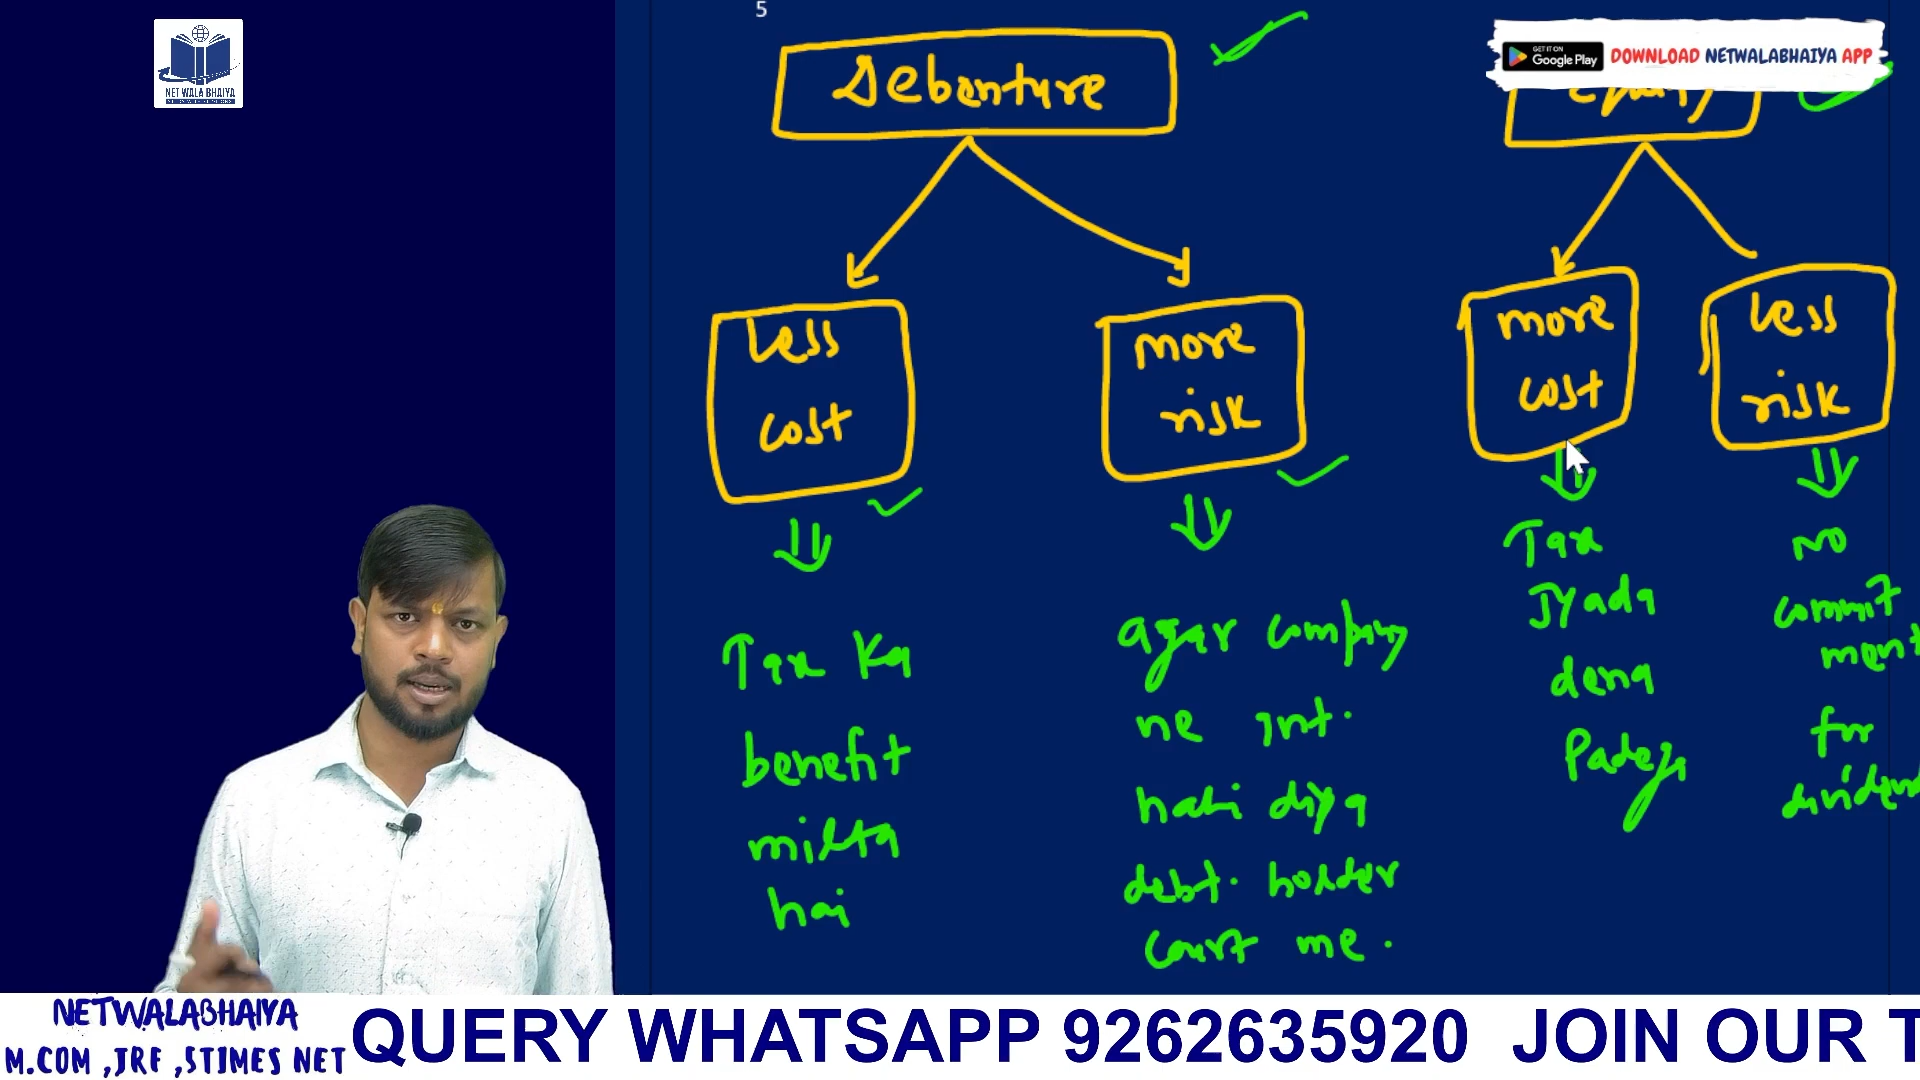 5
NET WALA BHAIYA
GET IT ON
Google Play
DOWNLOAD NETWALABHAIYA APP
Debenture
Less
cost
more
risk
more
cost
Less
risk
Tax Ka
benefit
milta
hai
agar company
ne int.
nahi diya
debt. holder
court me.
Tax
Jyada
dena
Padega
NO
commit
ment
for
dividend
NETWALABHAIYA
M.COM ,JRF ,5TIMES NET
QUERY WHATSAPP 9262635920 JOIN OUR T